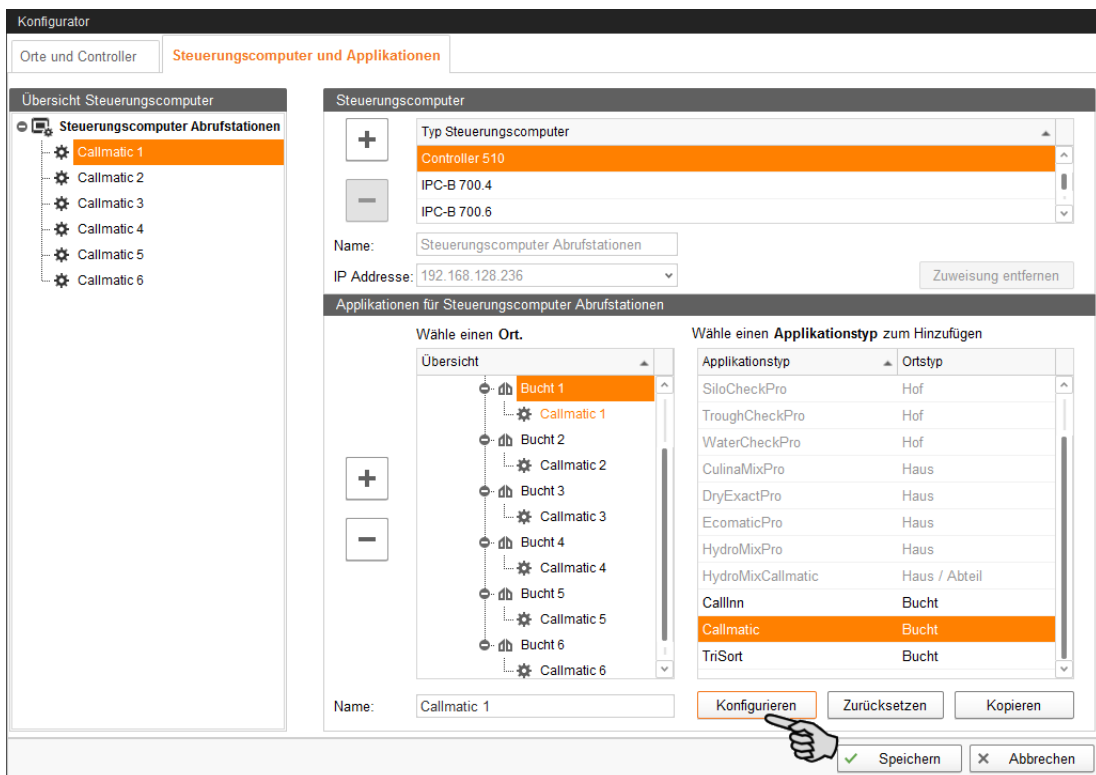 Konfigurator
Orte und Controller
Steuerungscomputer und Applikationen
Übersicht Steuerungscomputer
Steuerungscomputer Abrufstationen
Callmatic 1
Callmatic 2
Callmatic 3
Callmatic 4
Callmatic 5
Callmatic 6
Steuerungscomputer
Typ Steuerungscomputer
Controller 510
IPC-B 700.4
IPC-B 700.6
Name: Steuerungscomputer Abrufstationen
IP Addresse: 192.168.128.236
Zuweisung entfernen
Applikationen für Steuerungscomputer Abrufstationen
Wähle einen Ort.
Übersicht
Bucht 1
Callmatic 1
Bucht 2
Callmatic 2
Bucht 3
Callmatic 3
Bucht 4
Callmatic 4
Bucht 5
Callmatic 5
Bucht 6
Callmatic 6
Name: Callmatic 1
Wähle einen Applikationstyp zum Hinzufügen
Applikationstyp Ortstyp
SiloCheckPro Hof
TroughCheckPro Hof
WaterCheckPro Hof
CulinaMixPro Haus
DryExactPro Haus
EcomaticPro Haus
HydroMixPro Haus
HydroMixCallmatic Haus / Abteil
CallInn Bucht
Callmatic Bucht
TriSort Bucht
Konfigurieren
Zurücksetzen
Kopieren
Speichern
Abbrechen